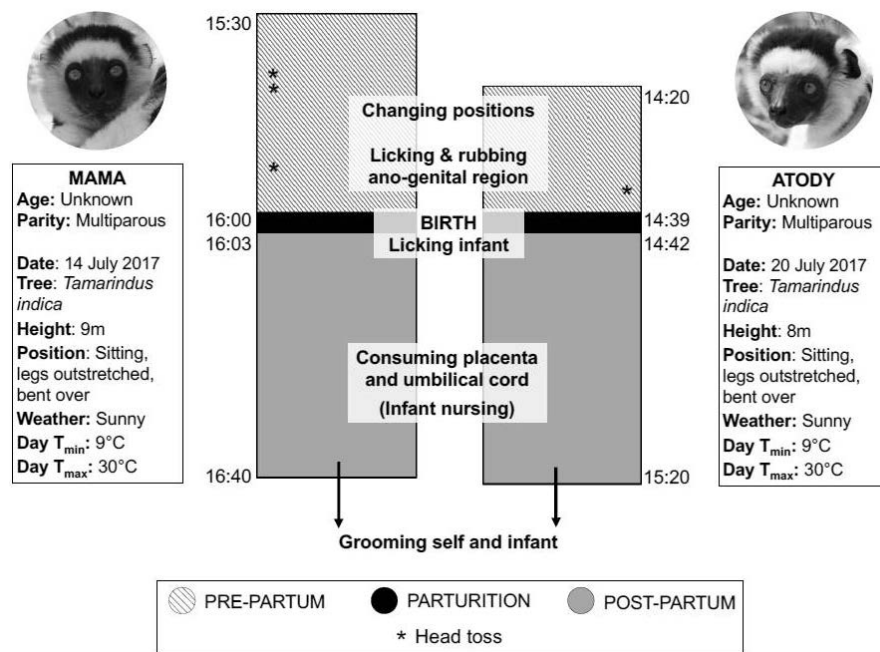 15:30
Changing positions
Licking & rubbing
ano-genital region
16:00
BIRTH
16:03
Licking infant
Consuming placenta
and umbilical cord
(Infant nursing)
16:40
14:20
14:39
14:42
15:20
Grooming self and infant
MAMA
Age: Unknown
Parity: Multiparous
Date: 14 July 2017
Tree: Tamarindus
indica
Height: 9m
Position: Sitting,
legs outstretched,
bent over
Weather: Sunny
Day Tmin: 9°C
Day Tmax: 30°C
ATODY
Age: Unknown
Parity: Multiparous
Date: 20 July 2017
Tree: Tamarindus
indica
Height: 8m
Position: Sitting,
legs outstretched,
bent over
Weather: Sunny
Day Tmin: 9°C
Day Tmax: 30°C
PRE-PARTUM
PARTURITION
POST-PARTUM
* Head toss